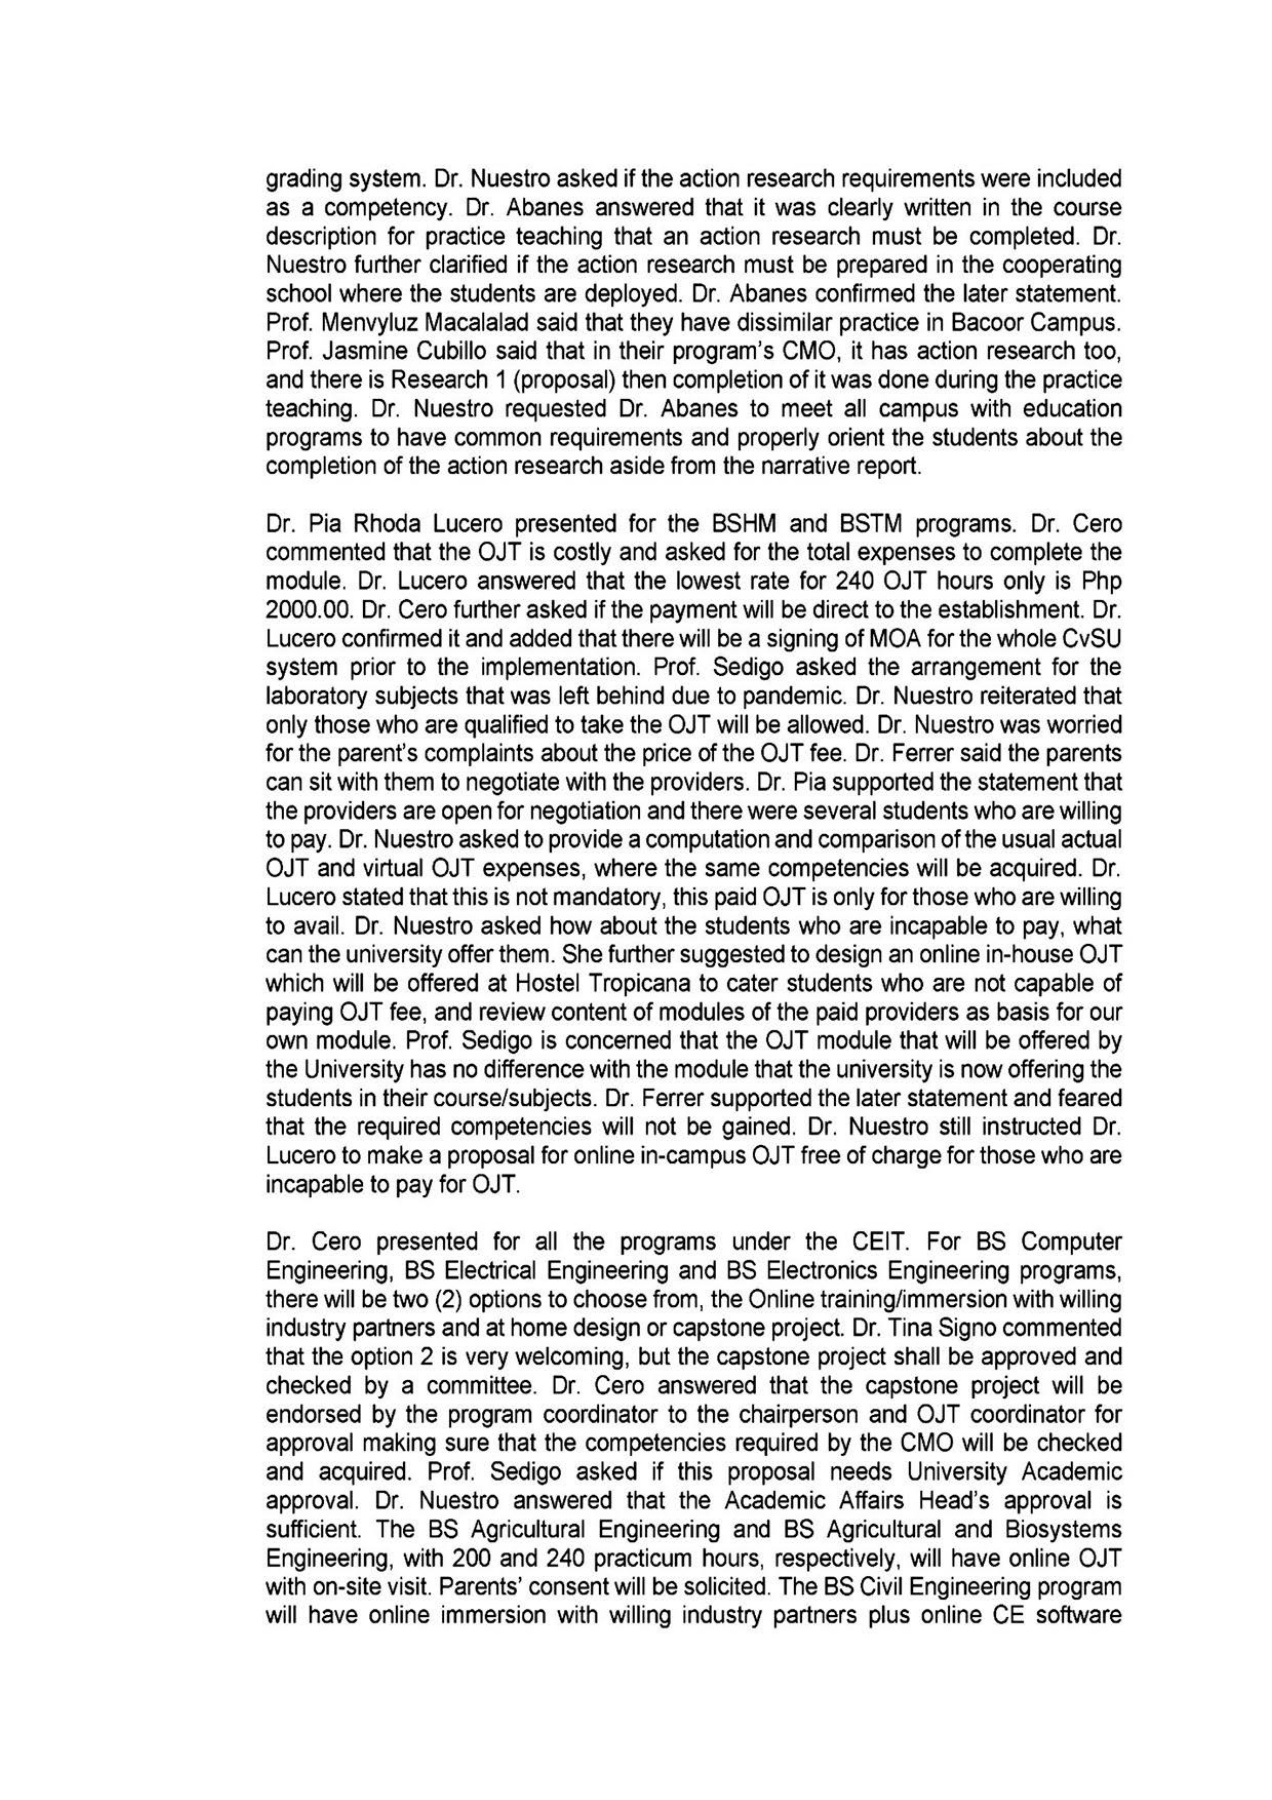 grading system. Dr. Nuestro asked if the action research requirements were included
as a competency. Dr. Abanes answered that it was clearly written in the course
description for practice teaching that an action research must be completed. Dr.
Nuestro further clarified if the action research must be prepared in the cooperating
school where the students are deployed. Dr. Abanes confirmed the later statement.
Prof. Menvyluz Macalalad said that they have dissimilar practice in Bacoor Campus.
Prof. Jasmine Cubillo said that in their program's CMO, it has action research too,
and there is Research 1 (proposal) then completion of it was done during the practice
teaching. Dr. Nuestro requested Dr. Abanes to meet all campus with education
programs to have common requirements and properly orient the students about the
completion of the action research aside from the narrative report.

Dr. Pia Rhoda Lucero presented for the BSHM and BSTM programs. Dr. Cero
commented that the OJT is costly and asked for the total expenses to complete the
module. Dr. Lucero answered that the lowest rate for 240 OJT hours only is Php
2000.00. Dr. Cero further asked if the payment will be direct to the establishment. Dr.
Lucero confirmed it and added that there will be a signing of MOA for the whole CvSU
system prior to the implementation. Prof. Sedigo asked the arrangement for the
laboratory subjects that was left behind due to pandemic. Dr. Nuestro reiterated that
only those who are qualified to take the OJT will be allowed. Dr. Nuestro was worried
for the parent's complaints about the price of the OJT fee. Dr. Ferrer said the parents
can sit with them to negotiate with the providers. Dr. Pia supported the statement that
the providers are open for negotiation and there were several students who are willing
to pay. Dr. Nuestro asked to provide a computation and comparison of the usual actual
OJT and virtual OJT expenses, where the same competencies will be acquired. Dr.
Lucero stated that this is not mandatory, this paid OJT is only for those who are willing
to avail. Dr. Nuestro asked how about the students who are incapable to pay, what
can the university offer them. She further suggested to design an online in-house OJT
which will be offered at Hostel Tropicana to cater students who are not capable of
paying OJT fee, and review content of modules of the paid providers as basis for our
own module. Prof. Sedigo is concerned that the OJT module that will be offered by
the University has no difference with the module that the university is now offering the
students in their course/subjects. Dr. Ferrer supported the later statement and feared
that the required competencies will not be gained. Dr. Nuestro still instructed Dr.
Lucero to make a proposal for online in-campus OJT free of charge for those who are
incapable to pay for OJT.

Dr. Cero presented for all the programs under the CEIT. For BS Computer
Engineering, BS Electrical Engineering and BS Electronics Engineering programs,
there will be two (2) options to choose from, the Online training/immersion with willing
industry partners and at home design or capstone project. Dr. Tina Signo commented
that the option 2 is very welcoming, but the capstone project shall be approved and
checked by a committee. Dr. Cero answered that the capstone project will be
endorsed by the program coordinator to the chairperson and OJT coordinator for
approval making sure that the competencies required by the CMO will be checked
and acquired. Prof. Sedigo asked if this proposal needs University Academic
approval. Dr. Nuestro answered that the Academic Affairs Head's approval is
sufficient. The BS Agricultural Engineering and BS Agricultural and Biosystems
Engineering, with 200 and 240 practicum hours, respectively, will have online OJT
with on-site visit. Parents' consent will be solicited. The BS Civil Engineering program
will have online immersion with willing industry partners plus online CE software